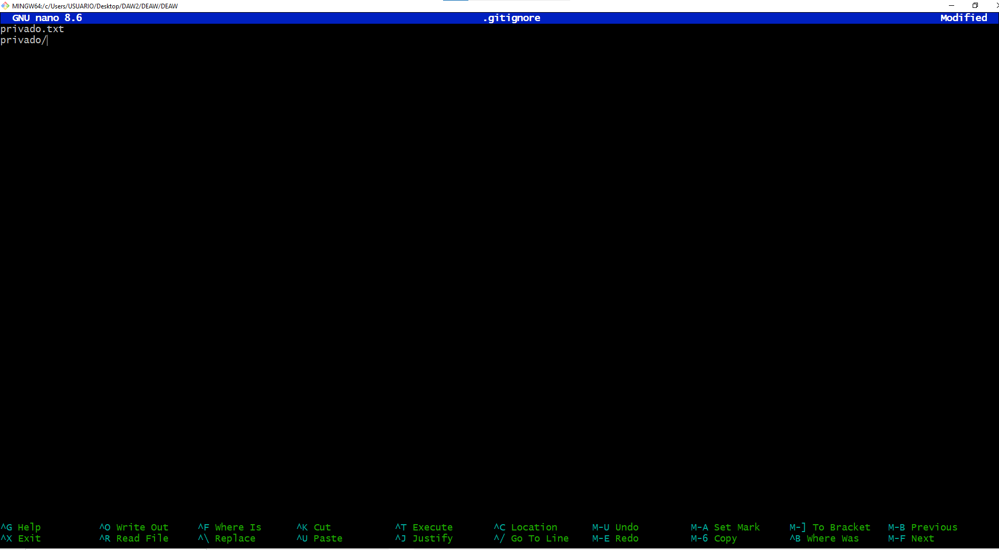 MINGW64:/c/Users/USUARIO/Desktop/DAW2/DEAW/DEAW
GNU nano 8.6 .gitignore Modified
privado.txt
privado/
^G Help ^O Write Out ^F Where Is ^K Cut ^T Execute ^C Location M-U Undo M-A Set Mark M-] To Bracket M-B Previous
^X Exit ^R Read File ^\ Replace ^U Paste ^J Justify ^/ Go To Line M-E Redo M-6 Copy ^B Where Was M-F Next